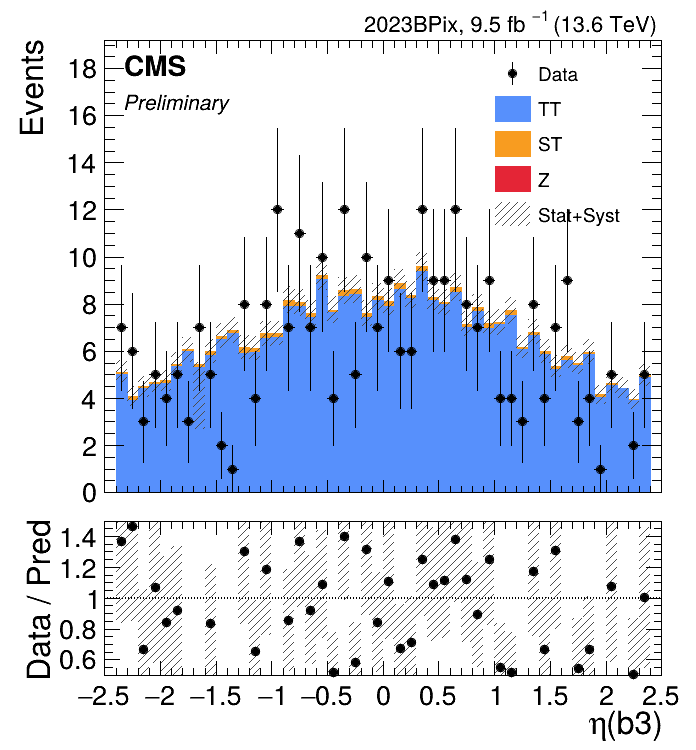 2023BPix, 9.5 fb⁻¹ (13.6 TeV)
Events
CMS
Preliminary
Data
TT
ST
Z
Stat+Syst
18
16
14
12
10
8
6
4
2
0
Data / Pred
1.4
1.2
1
0.8
0.6
−2.5 −2 −1.5 −1 −0.5 0 0.5 1 1.5 2 2.5
η(b3)